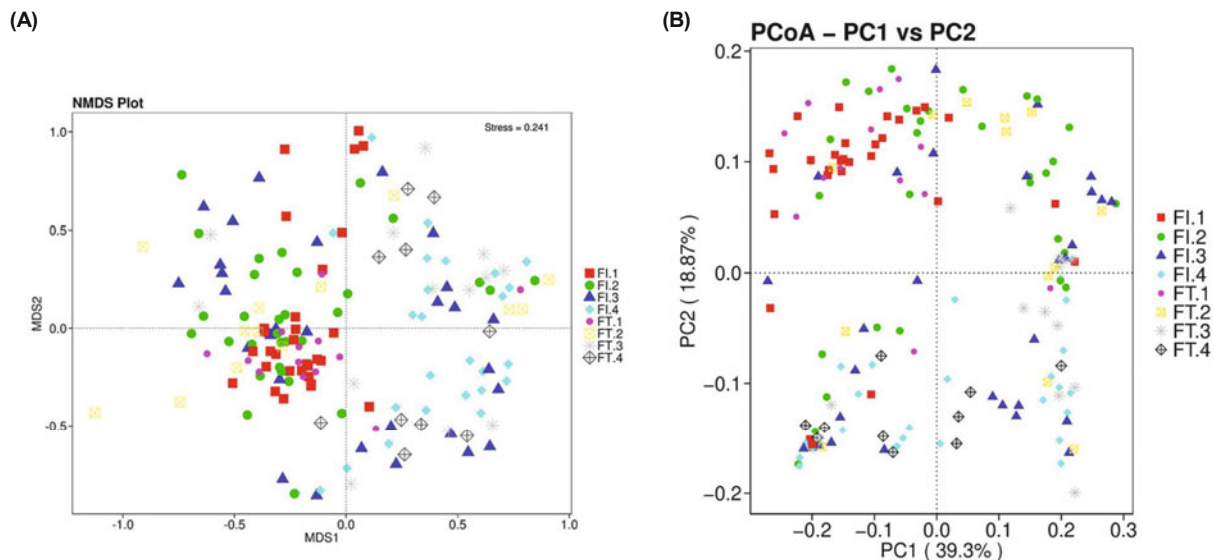 (A)
NMDS Plot
Stress = 0.241
1.0
0.5
0.0
-0.5
MDS2
-1.0
-0.5
0.0
0.5
1.0
MDS1
FI.1
FI.2
FI.3
FI.4
FT.1
FT.2
FT.3
FT.4
(B)
PCoA − PC1 vs PC2
0.2
0.1
0.0
−0.1
−0.2
PC2 ( 18.87%)
−0.2
−0.1
0.0
0.1
0.2
0.3
PC1 ( 39.3%)
FI.1
FI.2
FI.3
FI.4
FT.1
FT.2
FT.3
FT.4